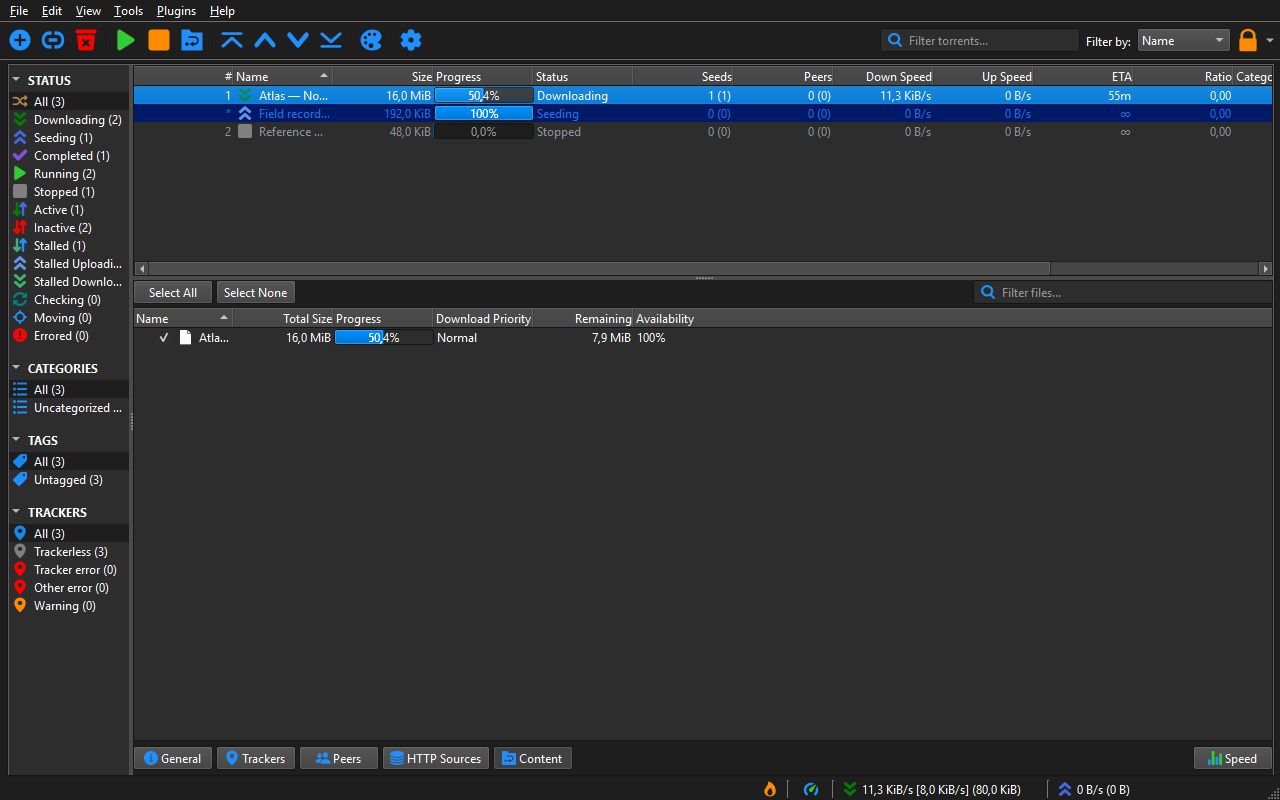 File Edit View Tools Plugins Help
Filter torrents... Filter by: Name
STATUS
All (3)
Downloading (2)
Seeding (1)
Completed (1)
Running (2)
Stopped (1)
Active (1)
Inactive (2)
Stalled (1)
Stalled Uploadi...
Stalled Downlo...
Checking (0)
Moving (0)
Errored (0)
CATEGORIES
All (3)
Uncategorized ...
TAGS
All (3)
Untagged (3)
TRACKERS
All (3)
Trackerless (3)
Tracker error (0)
Other error (0)
Warning (0)
# Name Size Progress Status Seeds Peers Down Speed Up Speed ETA Ratio Catego
1 Atlas — No... 16,0 MiB 50,4% Downloading 1 (1) 0 (0) 11,3 KiB/s 0 B/s 55m 0,00
* Field record... 192,0 KiB 100% Seeding 0 (0) 0 (0) 0 B/s 0 B/s ∞ 0,00
2 Reference ... 48,0 KiB 0,0% Stopped 0 (0) 0 (0) 0 B/s 0 B/s ∞ 0,00
Select All Select None Filter files...
Name Total Size Progress Download Priority Remaining Availability
Atla... 16,0 MiB 50,4% Normal 7,9 MiB 100%
General Trackers Peers HTTP Sources Content Speed
11,3 KiB/s [8,0 KiB/s] (80,0 KiB) 0 B/s (0 B)